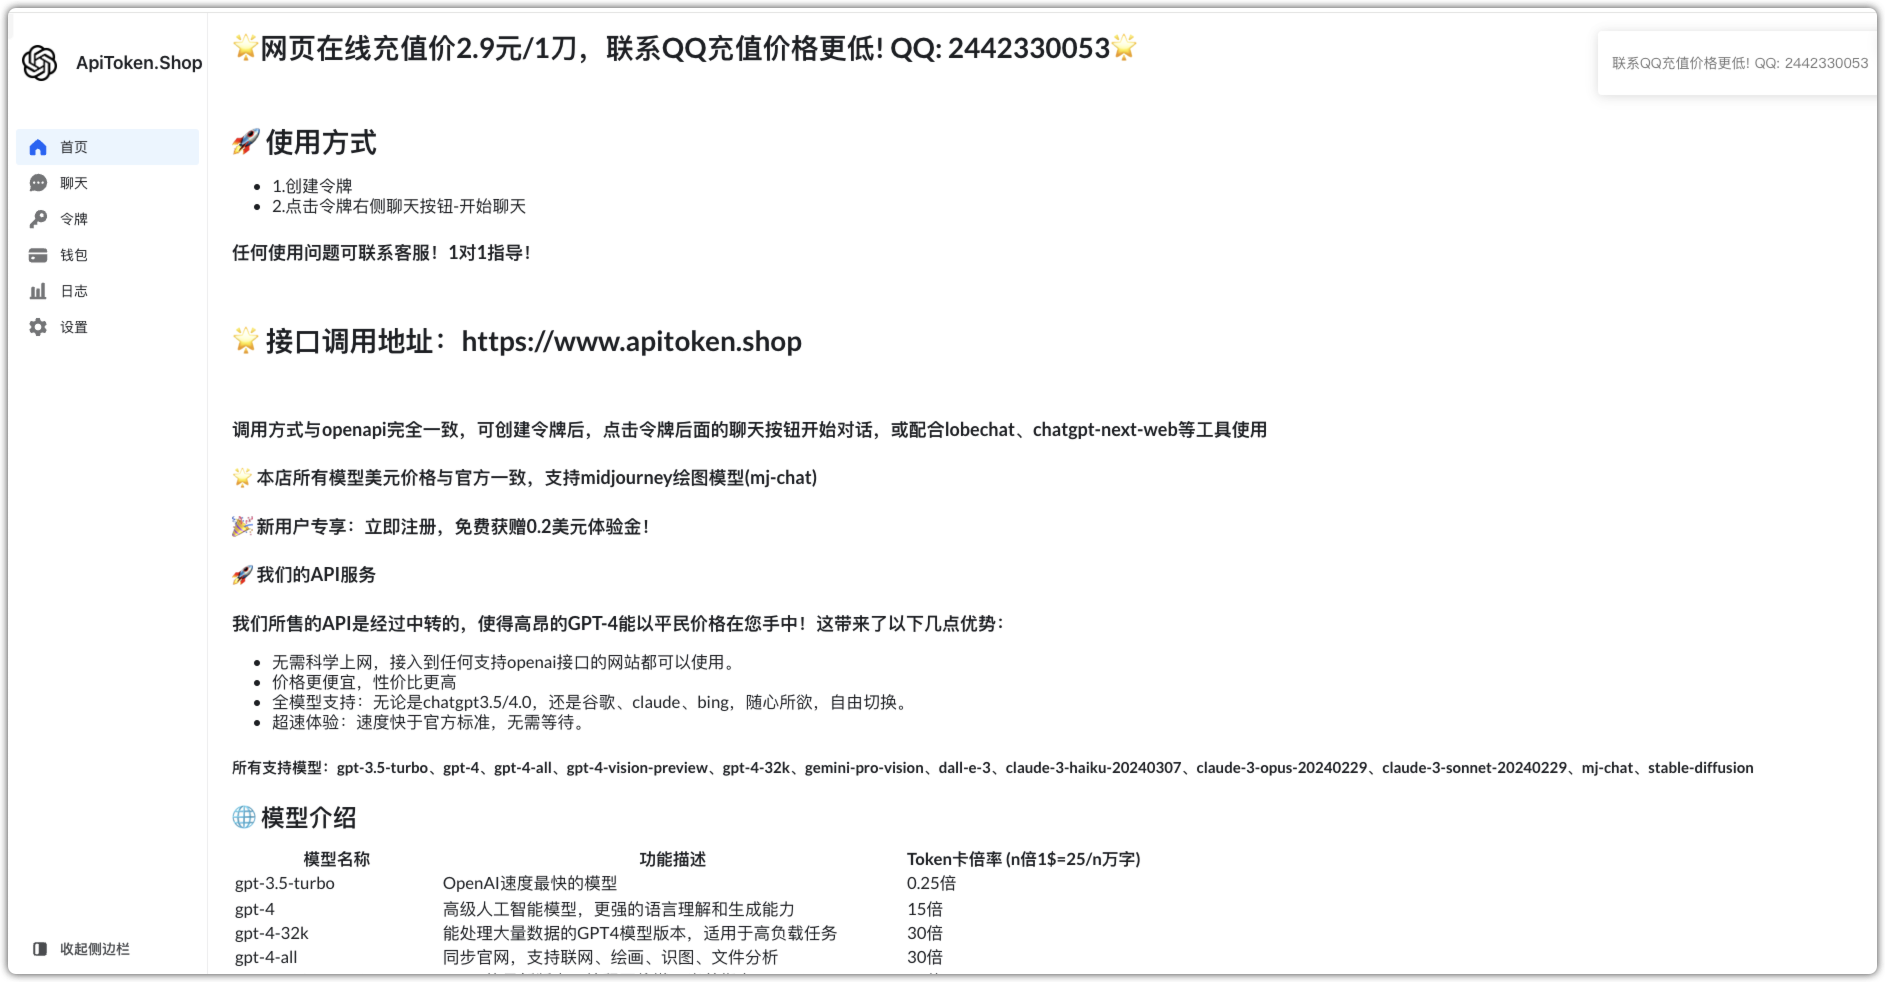 ApiToken.Shop
首页
聊天
令牌
钱包
日志
设置
收起侧边栏
🌟网页在线充值价2.9元/1刀，联系QQ充值价格更低! QQ: 2442330053🌟
联系QQ充值价格更低! QQ: 2442330053
🚀 使用方式
1.创建令牌
2.点击令牌右侧聊天按钮-开始聊天
任何使用问题可联系客服！1对1指导！
🌟 接口调用地址：https://www.apitoken.shop
调用方式与openapi完全一致，可创建令牌后，点击令牌后面的聊天按钮开始对话，或配合lobechat、chatgpt-next-web等工具使用
🌟 本店所有模型美元价格与官方一致，支持midjourney绘图模型(mj-chat)
🎉 新用户专享：立即注册，免费获赠0.2美元体验金！
🚀 我们的API服务
我们所售的API是经过中转的，使得高昂的GPT-4能以平民价格在您手中！这带来了以下几点优势：
无需科学上网，接入到任何支持openai接口的网站都可以使用。
价格更便宜，性价比更高
全模型支持：无论是chatgpt3.5/4.0，还是谷歌、claude、bing，随心所欲，自由切换。
超速体验：速度快于官方标准，无需等待。
所有支持模型：gpt-3.5-turbo、gpt-4、gpt-4-all、gpt-4-vision-preview、gpt-4-32k、gemini-pro-vision、dall-e-3、claude-3-haiku-20240307、claude-3-opus-20240229、claude-3-sonnet-20240229、mj-chat、stable-diffusion
🌐 模型介绍
模型名称 功能描述 Token卡倍率 (n倍1$=25/n万字)
gpt-3.5-turbo OpenAI速度最快的模型 0.25倍
gpt-4 高级人工智能模型，更强的语言理解和生成能力 15倍
gpt-4-32k 能处理大量数据的GPT4模型版本，适用于高负载任务 30倍
gpt-4-all 同步官网，支持联网、绘画、识图、文件分析 30倍